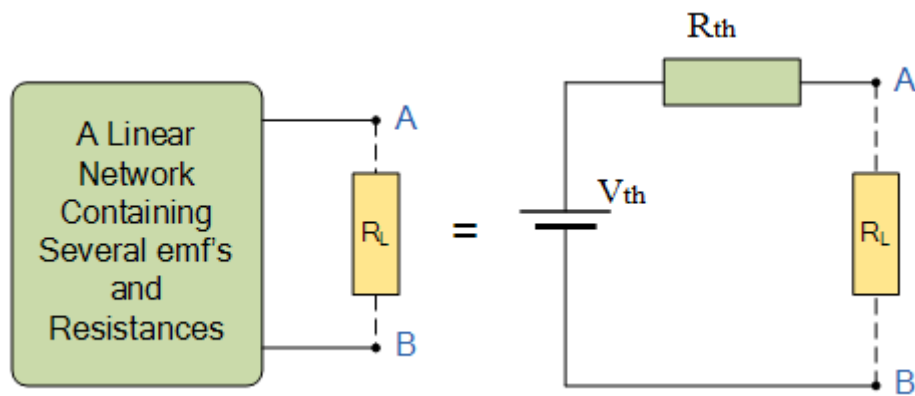 A Linear
Network
Containing
Several emf's
and
Resistances
A
RL
B
=
Rth
Vth
A
RL
B